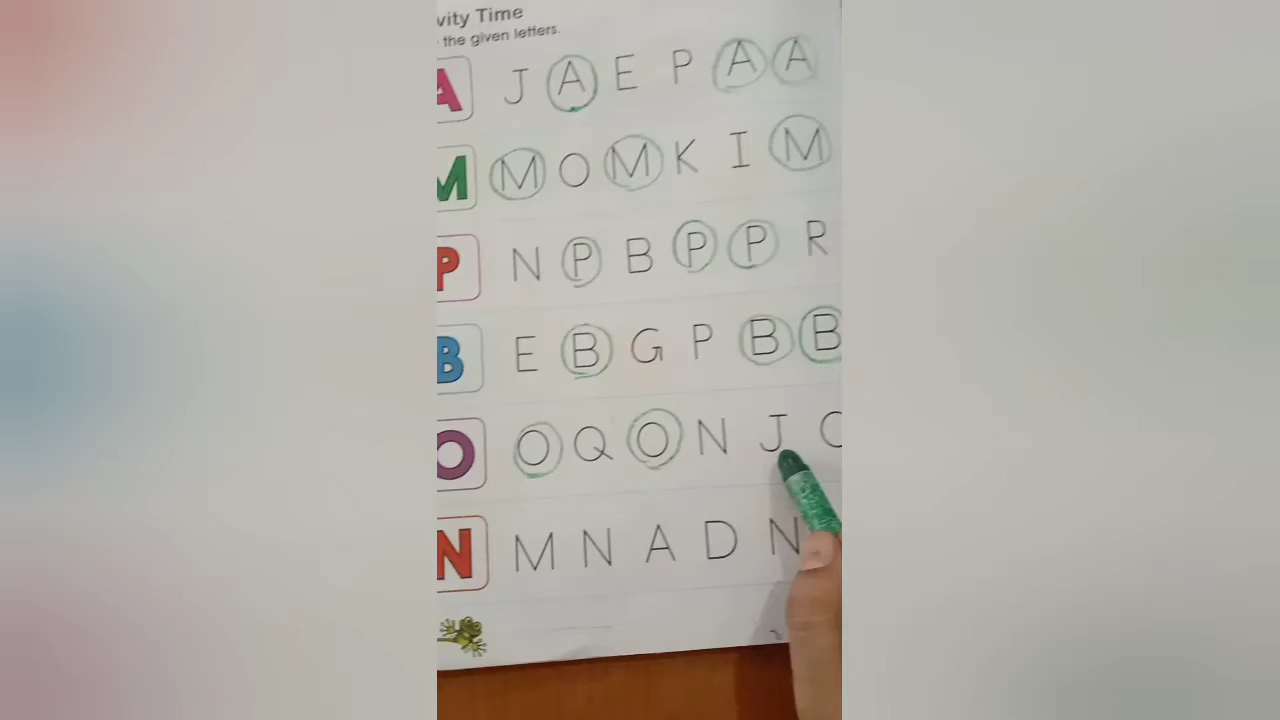 vity Time
the given letters.
A J A E P A A
M M O M K I M
P N P B P P R
B E B G P B B
O O Q O N J
N M N A D N